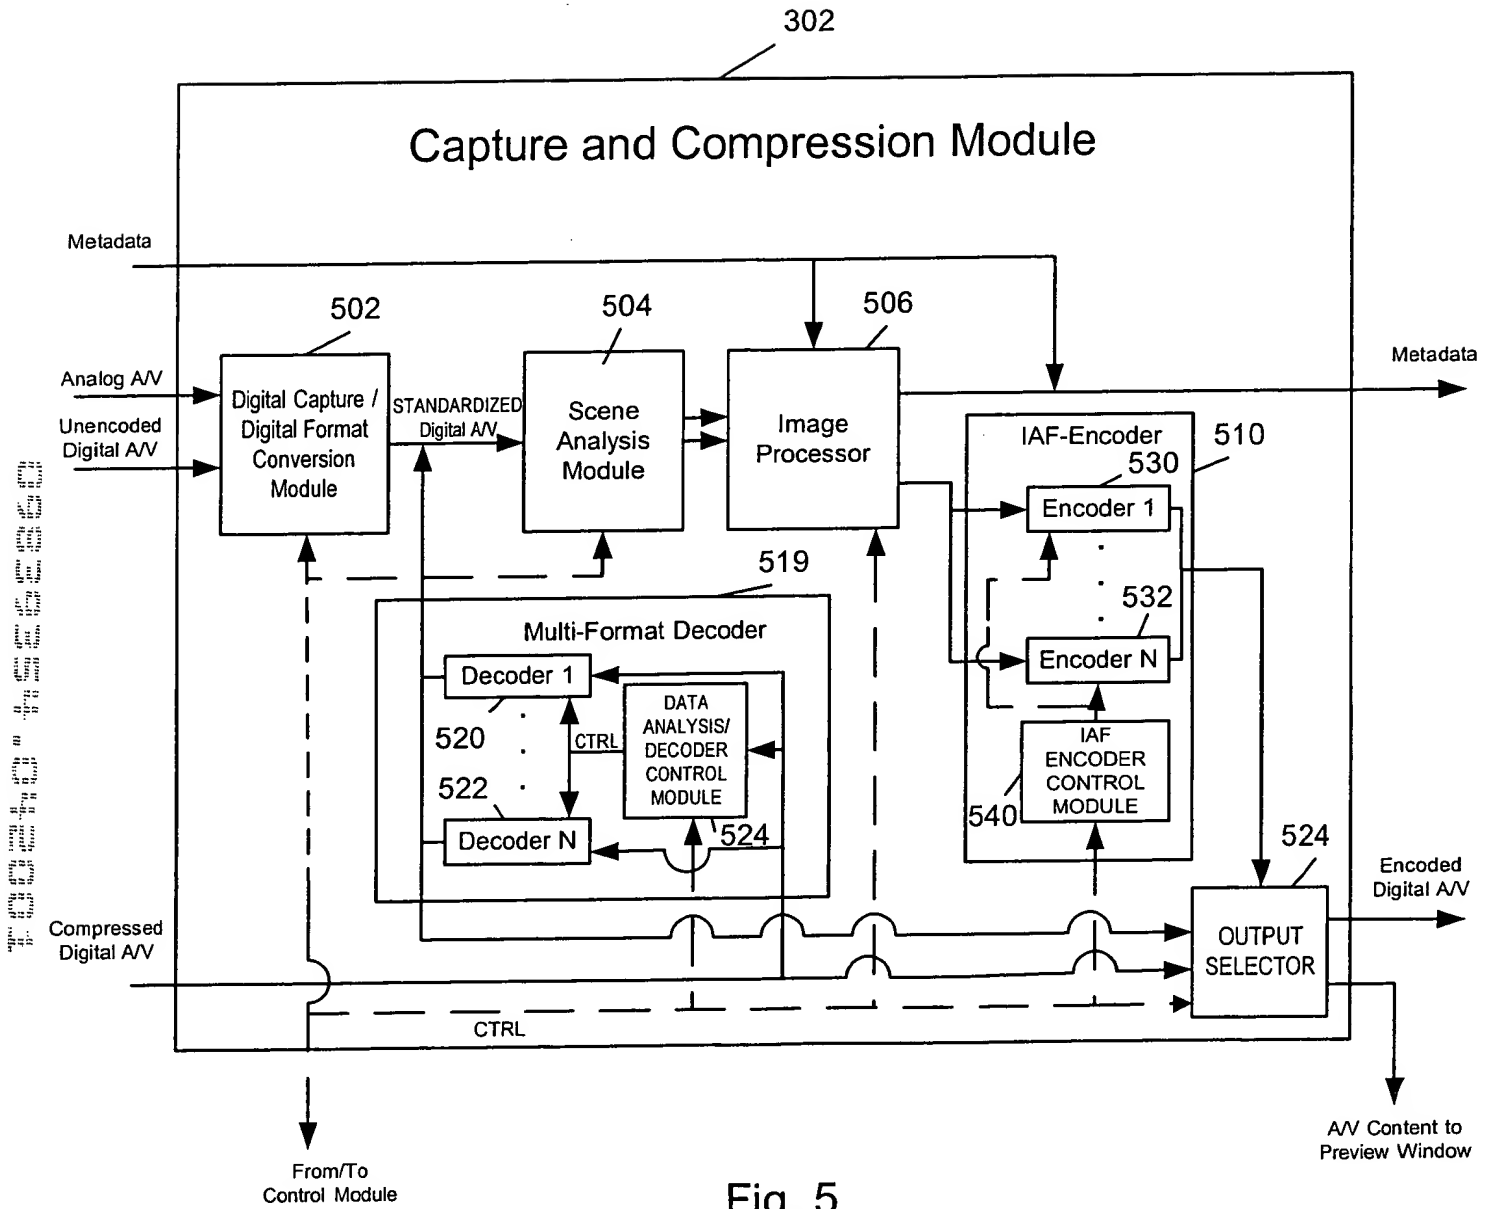 302
Capture and Compression Module
Metadata
502
504
506
Metadata
Analog A/V
Unencoded
Digital A/V
Digital Capture /
Digital Format
Conversion
Module
STANDARDIZED
Digital A/V
Scene
Analysis
Module
Image
Processor
IAF-Encoder
510
530
Encoder 1
532
Encoder N
IAF
ENCODER
CONTROL
MODULE
540
519
Multi-Format Decoder
Decoder 1
520
CTRL
DATA
ANALYSIS/
DECODER
CONTROL
MODULE
522
524
Decoder N
524
Encoded
Digital A/V
OUTPUT
SELECTOR
Compressed
Digital A/V
CTRL
A/V Content to
Preview Window
From/To
Control Module
Fig. 5